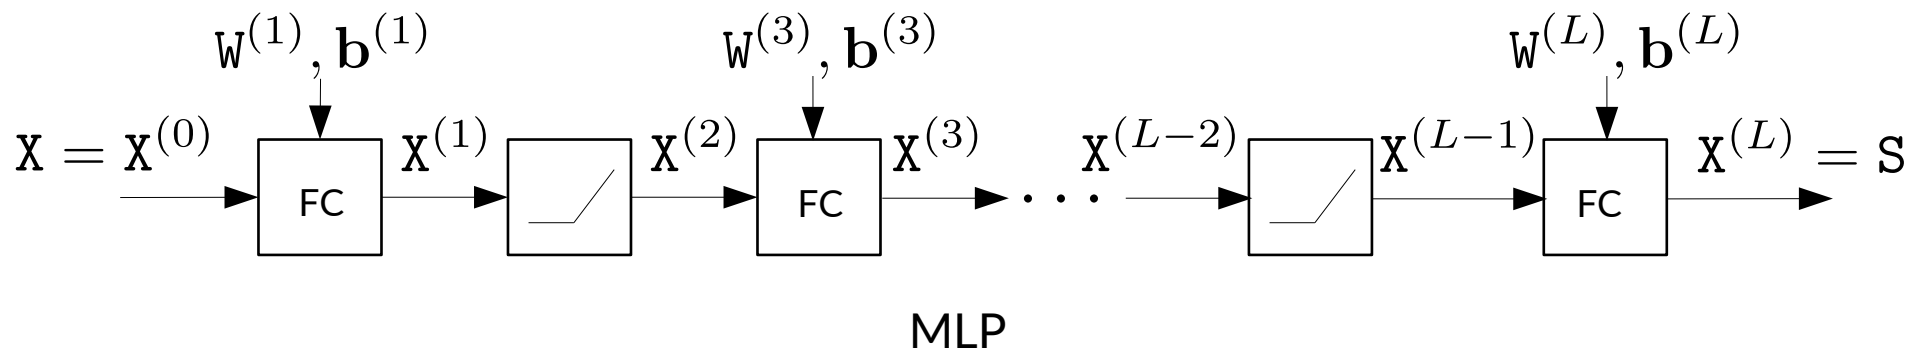 W^(1), b^(1) W^(3), b^(3) W^(L), b^(L)
X = X^(0) X^(1) X^(2) X^(3) X^(L−2) X^(L−1) X^(L) = S
FC FC · · · FC
MLP